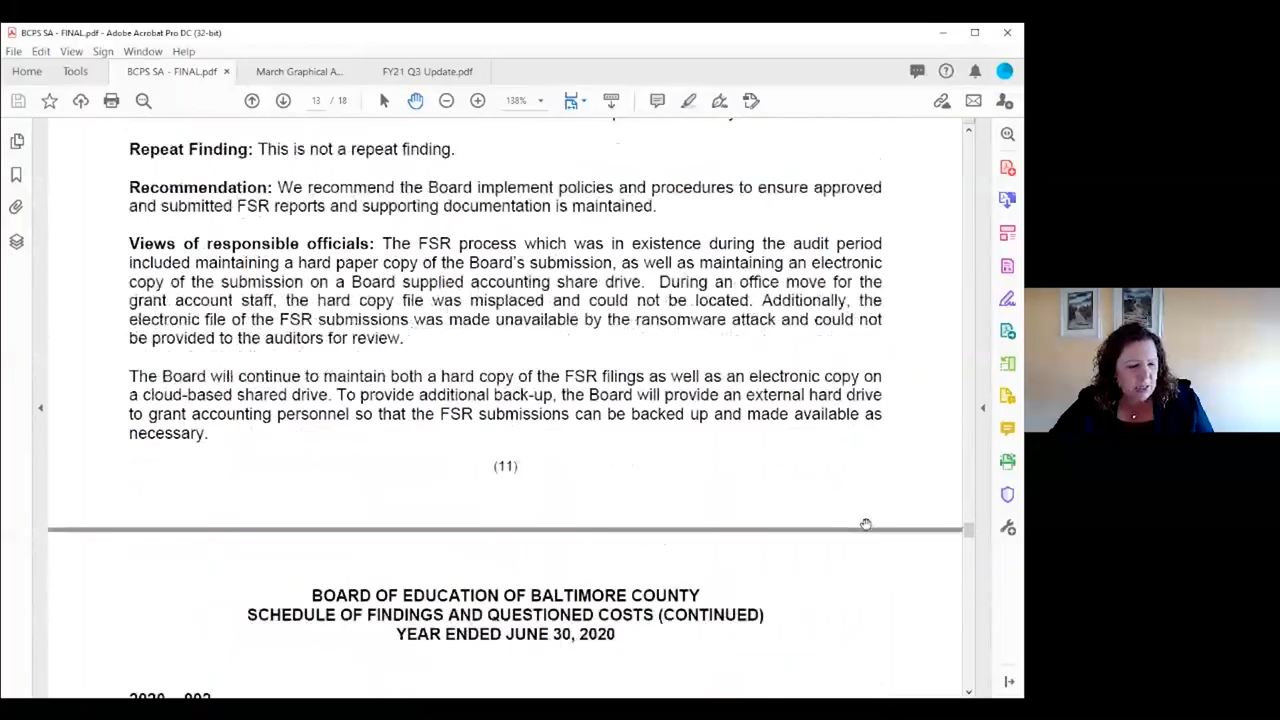 BCPS SA - FINAL.pdf - Adobe Acrobat Pro DC (32-bit)
File Edit View Sign Window Help
Home Tools BCPS SA - FINAL.pdf × March Graphical A... FY21 Q3 Update.pdf
13 / 18 138%
Repeat Finding: This is not a repeat finding.
Recommendation: We recommend the Board implement policies and procedures to ensure approved
and submitted FSR reports and supporting documentation is maintained.
Views of responsible officials: The FSR process which was in existence during the audit period
included maintaining a hard paper copy of the Board's submission, as well as maintaining an electronic
copy of the submission on a Board supplied accounting share drive. During an office move for the
grant account staff, the hard copy file was misplaced and could not be located. Additionally, the
electronic file of the FSR submissions was made unavailable by the ransomware attack and could not
be provided to the auditors for review.
The Board will continue to maintain both a hard copy of the FSR filings as well as an electronic copy on
a cloud-based shared drive. To provide additional back-up, the Board will provide an external hard drive
to grant accounting personnel so that the FSR submissions can be backed up and made available as
necessary.
(11)
BOARD OF EDUCATION OF BALTIMORE COUNTY
SCHEDULE OF FINDINGS AND QUESTIONED COSTS (CONTINUED)
YEAR ENDED JUNE 30, 2020